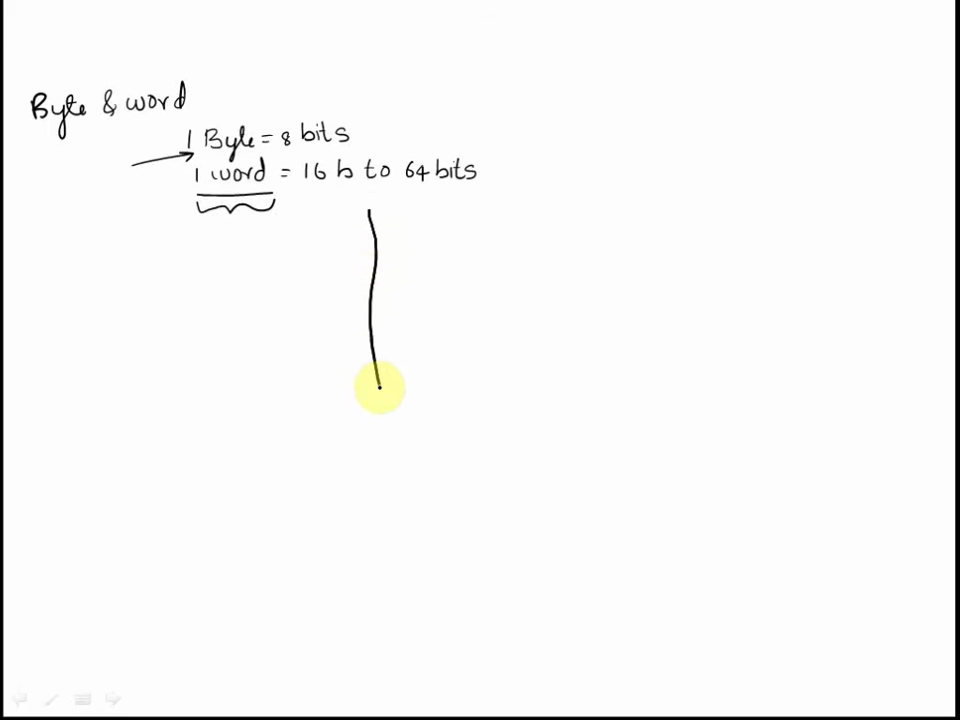 Byte & word
1 Byte = 8 bits
1 word = 16 b to 64 bits